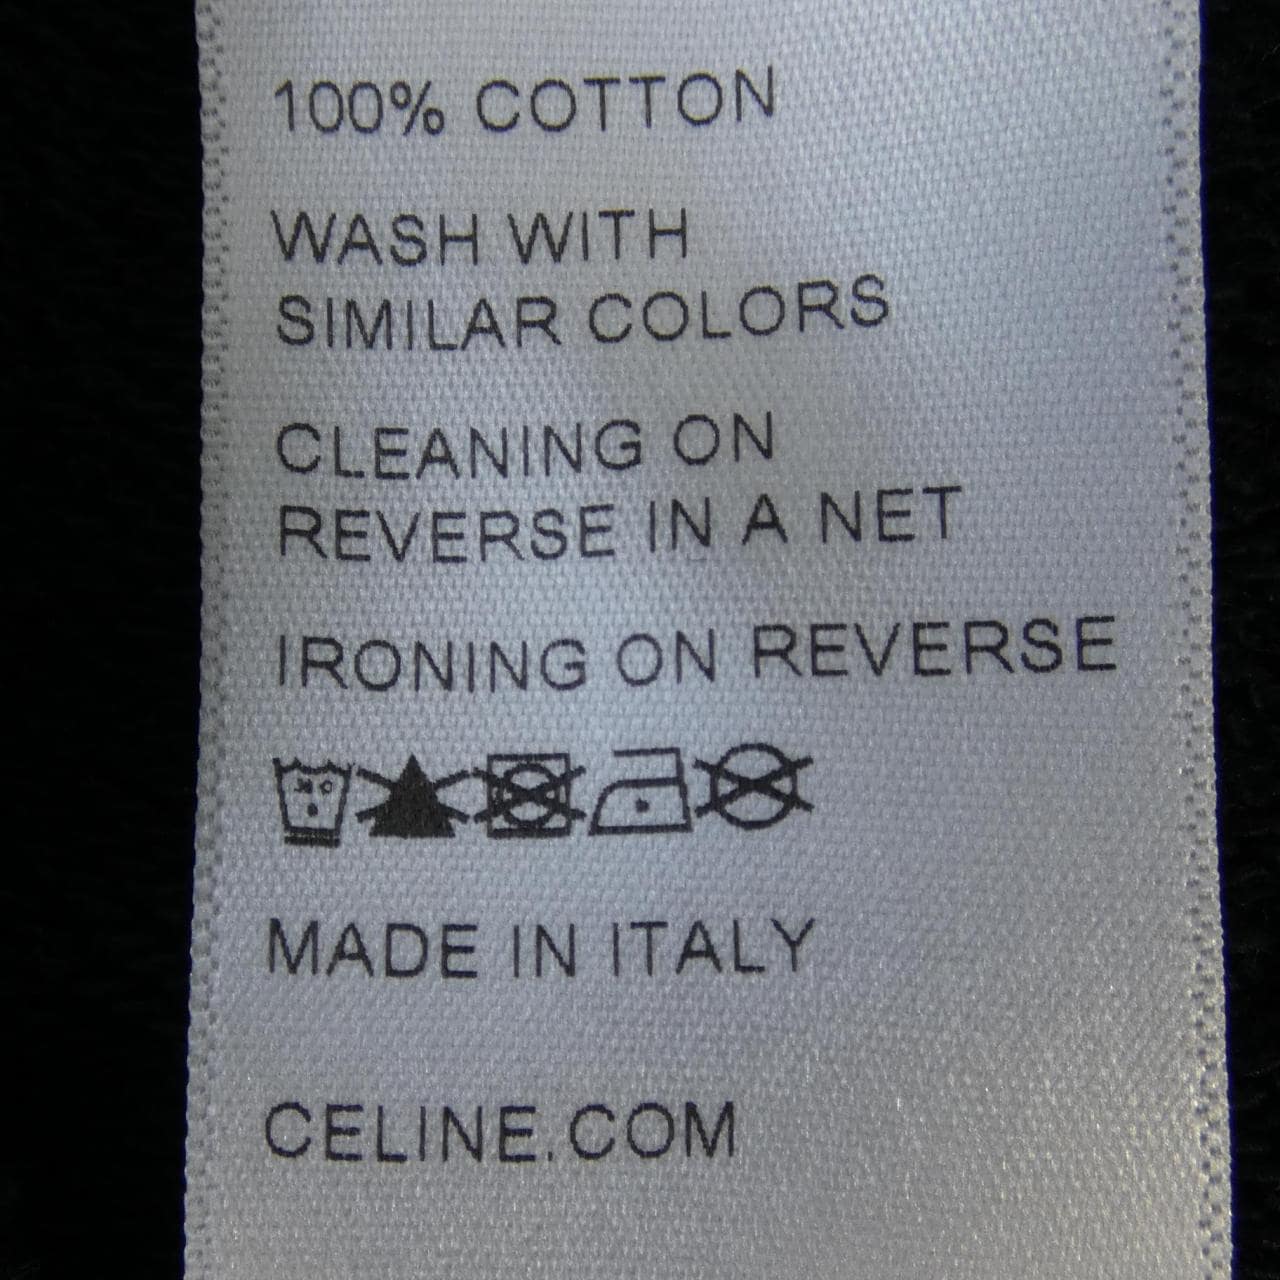 100% COTTON
WASH WITH
SIMILAR COLORS
CLEANING ON
REVERSE IN A NET
IRONING ON REVERSE
MADE IN ITALY
CELINE.COM